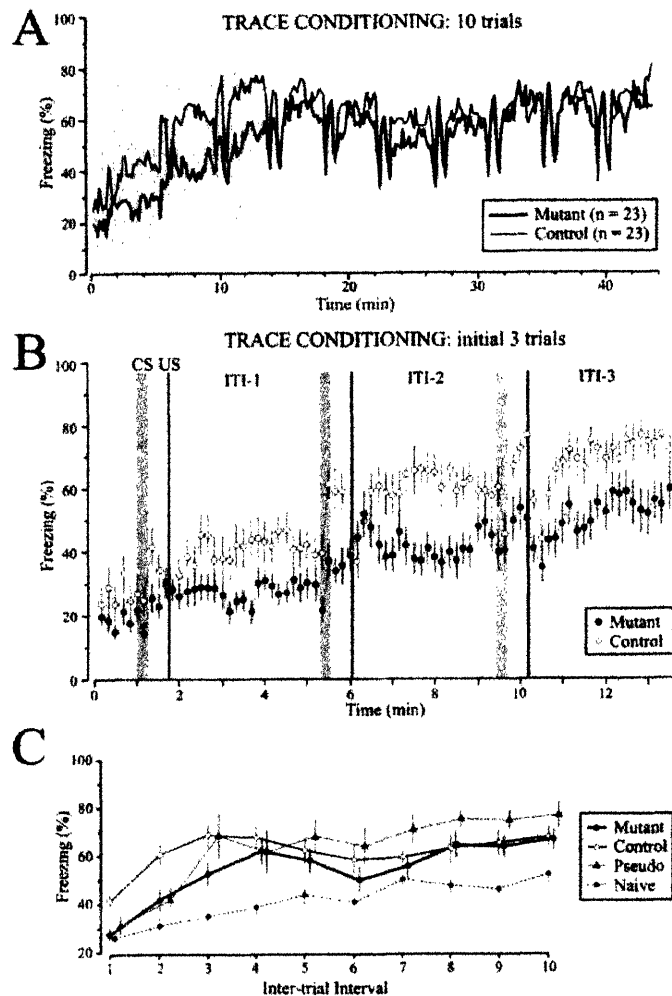 A
TRACE CONDITIONING: 10 trials
100
80
60
40
20
0
Freezing (%)
Mutant (n = 23)
Control (n = 23)
0 10 20 30 40
Time (min)
B
TRACE CONDITIONING: initial 3 trials
CS US
ITI-1
ITI-2
ITI-3
100
80
60
40
20
0
Freezing (%)
Mutant
Control
0 2 4 6 8 10 12
Time (min)
C
100
80
60
40
20
Freezing (%)
Mutant
Control
Pseudo
Naive
1 2 3 4 5 6 7 8 9 10
Inter-trial Interval